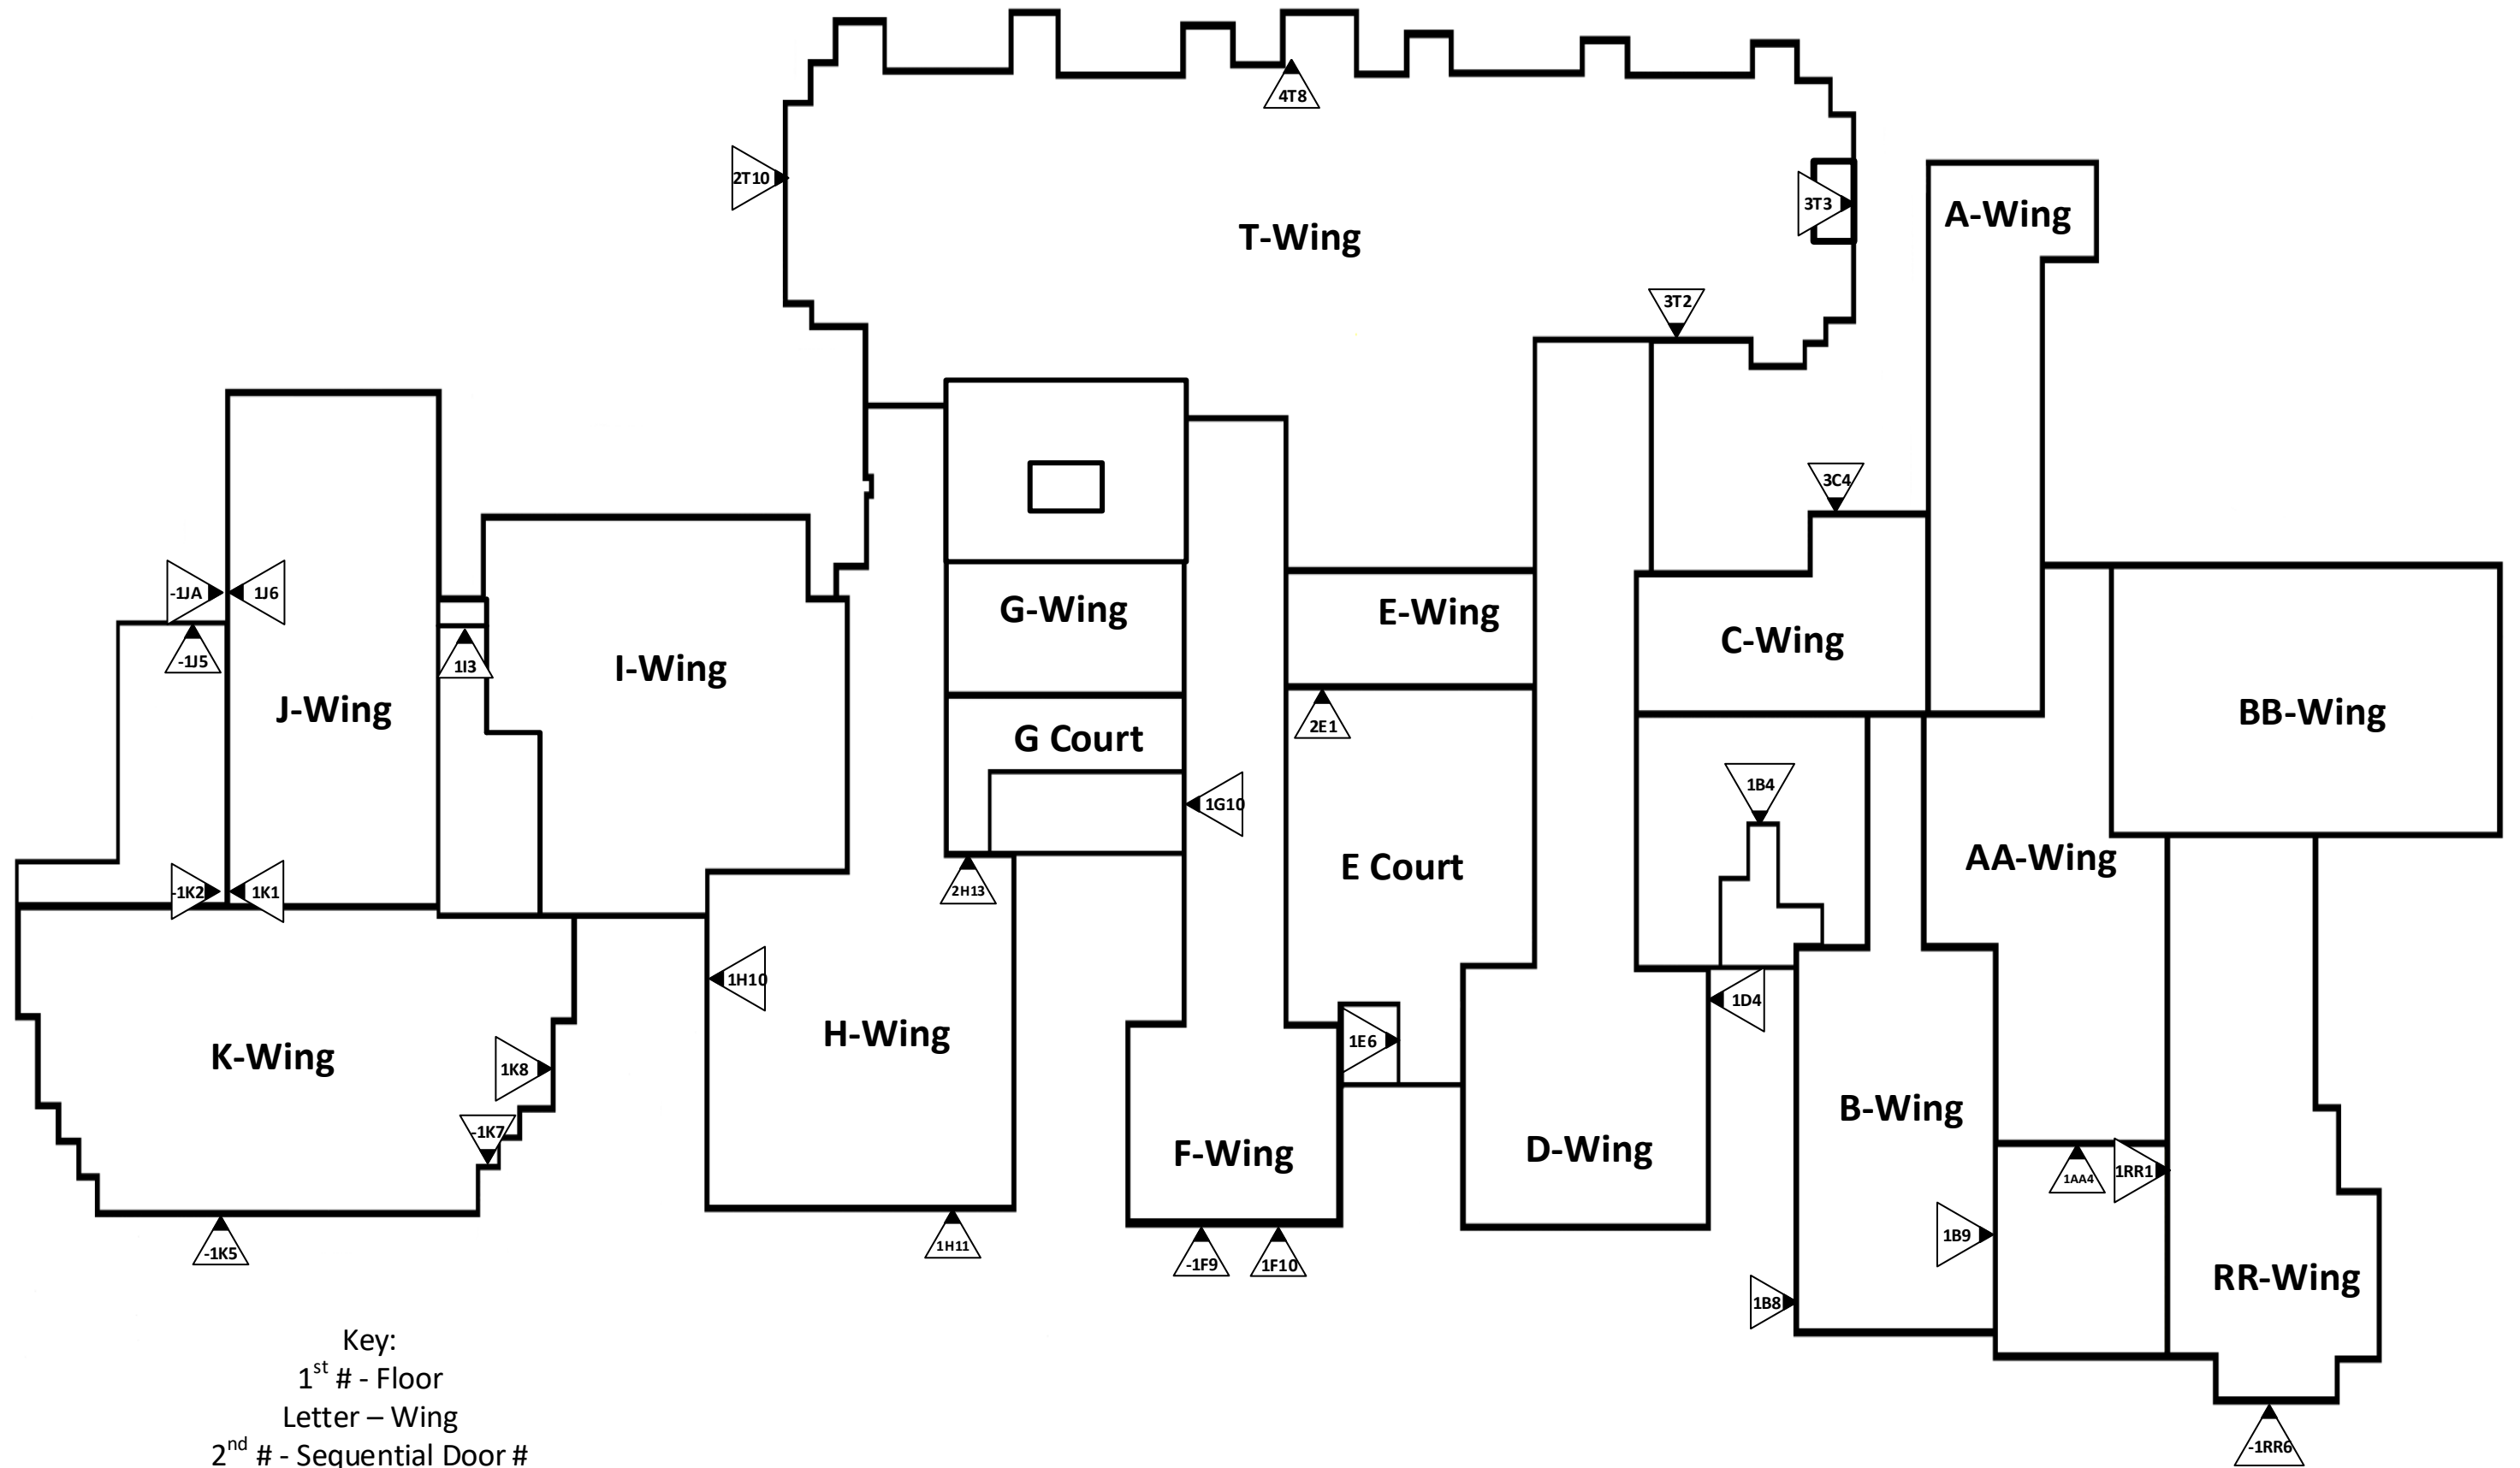 4T8
2T10
3T3
A-Wing
T-Wing
3T2
3C4
-1JA
1J6
-1J5
1I3
G-Wing
E-Wing
C-Wing
I-Wing
J-Wing
G Court
2E1
BB-Wing
1B4
1G10
E Court
AA-Wing
-1K2
1K1
2H13
1H10
1D4
H-Wing
1E6
K-Wing
1K8
B-Wing
-1K7
F-Wing
D-Wing
1AA4
1RR1
1B9
-1K5
1H11
-1F9
1F10
RR-Wing
1B8
Key:
1st # - Floor
Letter – Wing
2nd # - Sequential Door #
-1RR6